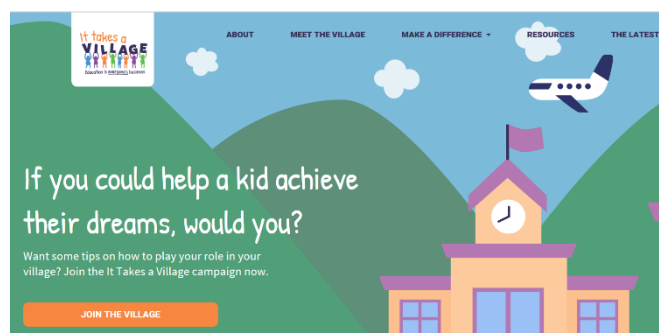 It takes a
VILLAGE
Education is everyone's business
ABOUT
MEET THE VILLAGE
MAKE A DIFFERENCE
RESOURCES
THE LATEST
If you could help a kid achieve
their dreams, would you?
Want some tips on how to play your role in your
village? Join the It Takes a Village campaign now.
JOIN THE VILLAGE